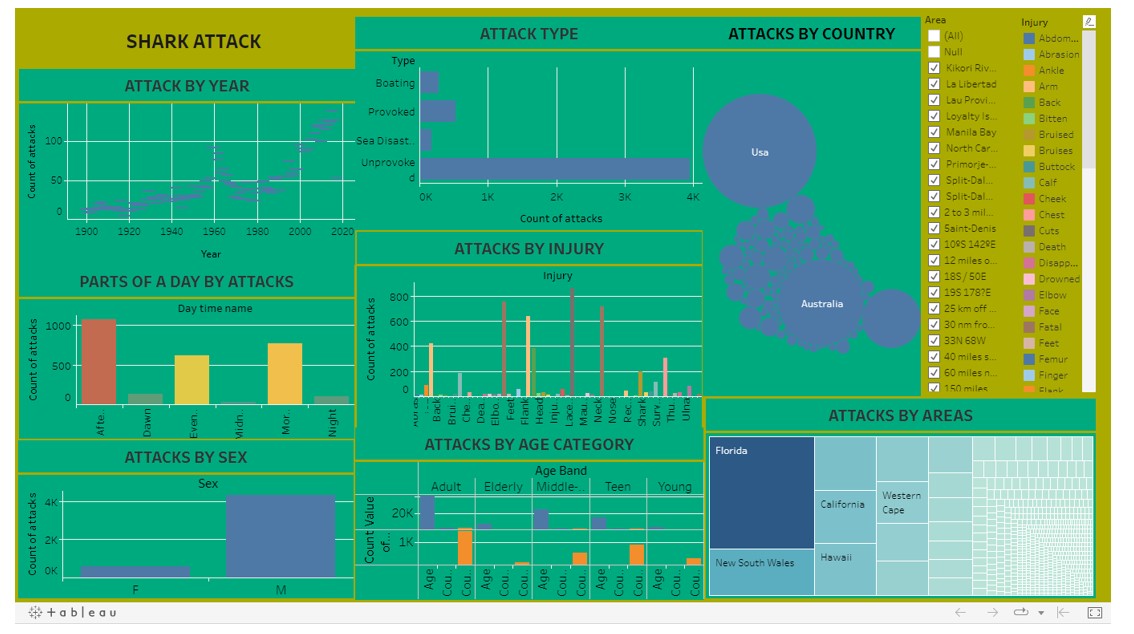 SHARK ATTACK
ATTACK BY YEAR
Count of attacks
100
50
0
1900 1920 1940 1960 1980 2000 2020
Year
PARTS OF A DAY BY ATTACKS
Day time name
Count of attacks
1000
500
0
Afte.. Dawn Even.. Midn.. Mor.. Night
ATTACKS BY SEX
Sex
Count of attacks
4K
2K
0K
F M
ATTACK TYPE
Type
Boating
Provoked
Sea Disast..
Unprovoke
d
0K 1K 2K 3K 4K
Count of attacks
ATTACKS BY INJURY
Injury
Count of attacks
800
600
400
200
0
Back Brui.. Che.. Dea.. Elbo.. Feet Flank Head Inju.. Lace.. Mau.. Neck Nose Rec.. Shark Surv.. Thu.. Ulna
ATTACKS BY AGE CATEGORY
Age Band
Adult Elderly Middle-... Teen Young
Value
20K
Count of...
1K
Age Cou.. Cou.. Age Cou.. Cou.. Age Cou.. Cou.. Age Cou.. Cou.. Age Cou.. Cou..
ATTACKS BY COUNTRY
Usa
Australia
Area
(All)
Null
Kikori Riv...
La Libertad
Lau Provi...
Loyalty Is...
Manila Bay
North Car...
Primorje-...
Split-Dal...
Split-Dal...
2 to 3 mil...
Saint-Denis
109S 142ºE
12 miles o...
18S / 50E
19S 178?E
25 km off ...
30 nm fro...
33N 68W
40 miles s...
60 miles n...
150 miles
Injury
Abdom...
Abrasion
Ankle
Arm
Back
Bitten
Bruised
Bruises
Buttock
Calf
Cheek
Chest
Cuts
Death
Disapp...
Drowned
Elbow
Face
Fatal
Feet
Femur
Finger
Flank
ATTACKS BY AREAS
Florida
New South Wales
California
Hawaii
Western
Cape
+ableau